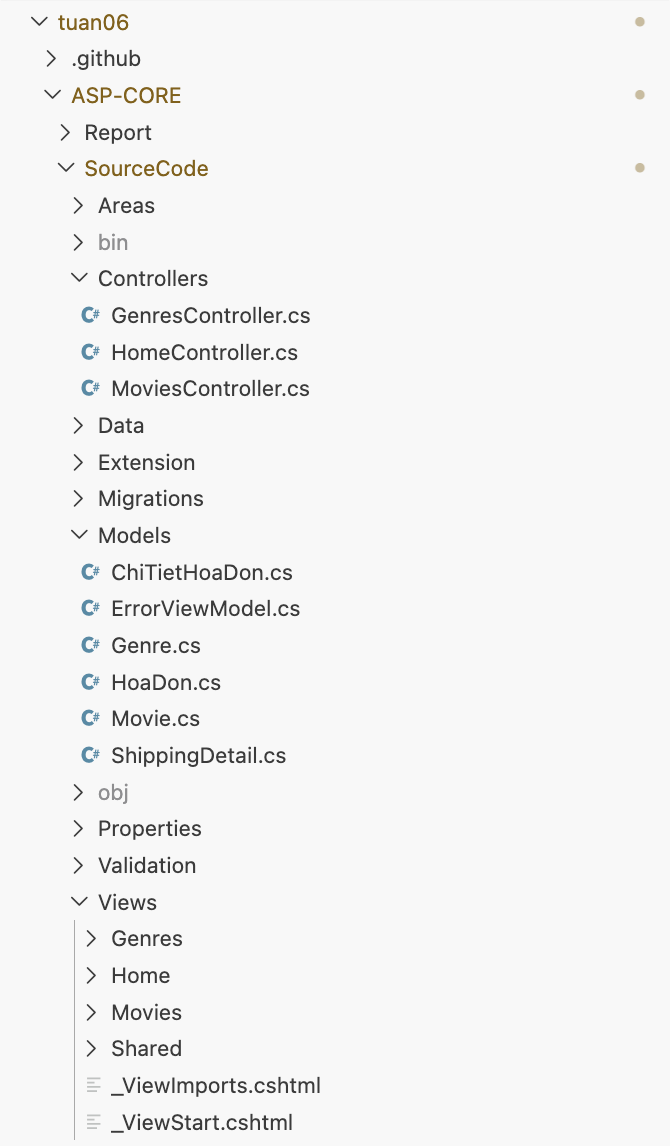 tuan06
.github
ASP-CORE
Report
SourceCode
Areas
bin
Controllers
C# GenresController.cs
C# HomeController.cs
C# MoviesController.cs
Data
Extension
Migrations
Models
C# ChiTietHoaDon.cs
C# ErrorViewModel.cs
C# Genre.cs
C# HoaDon.cs
C# Movie.cs
C# ShippingDetail.cs
obj
Properties
Validation
Views
Genres
Home
Movies
Shared
_ViewImports.cshtml
_ViewStart.cshtml